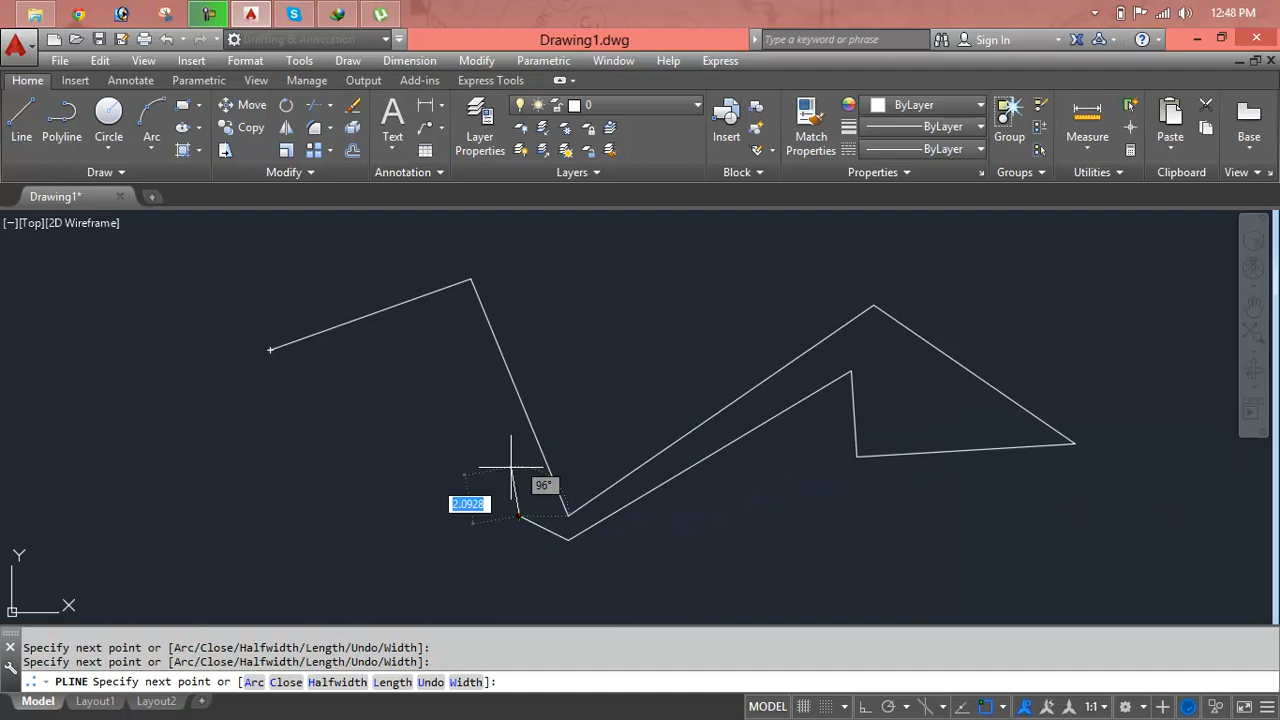 12:48 PM
Drafting & Annotation
Drawing1.dwg
Type a keyword or phrase
Sign In
File Edit View Insert Format Tools Draw Dimension Modify Parametric Window Help Express
Home Insert Annotate Parametric View Manage Output Add-ins Express Tools
Move
0
ByLayer
Copy
ByLayer
Line Polyline Circle Arc Text Layer Properties Insert Match Properties Group Measure Paste Base
ByLayer
Draw Modify Annotation Layers Block Properties Groups Utilities Clipboard View
Drawing1*
[−][Top][2D Wireframe]
96°
2.0928
Y
X
Specify next point or [Arc/Close/Halfwidth/Length/Undo/Width]:
Specify next point or [Arc/Close/Halfwidth/Length/Undo/Width]:
PLINE Specify next point or [Arc Close Halfwidth Length Undo Width]:
Model Layout1 Layout2 +
MODEL
1:1